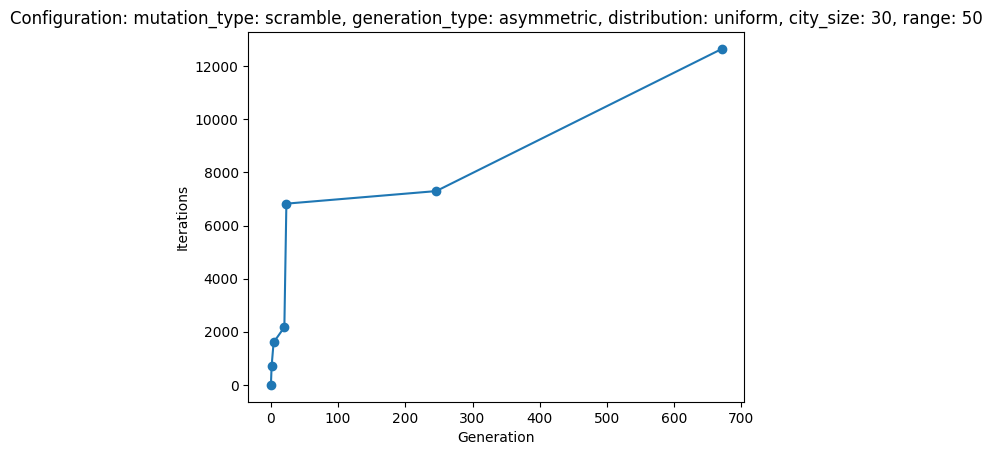 Configuration: mutation_type: scramble, generation_type: asymmetric, distribution: uniform, city_size: 30, range: 50
12000
10000
8000
6000
4000
2000
0
Iterations
0 100 200 300 400 500 600 700
Generation